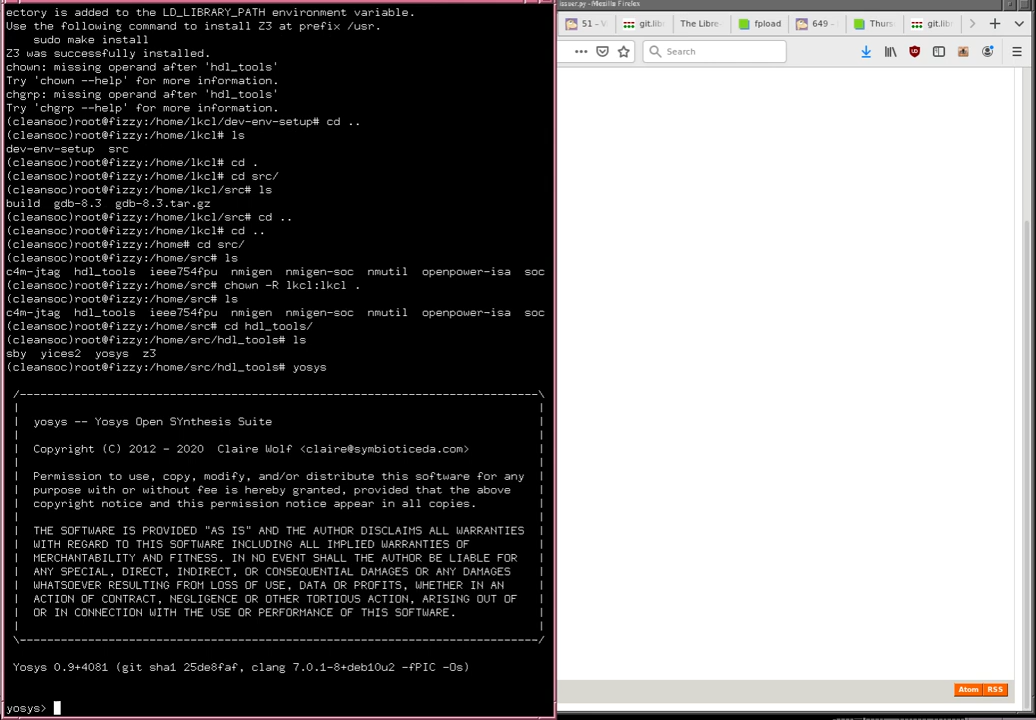 ectory is added to the LD_LIBRARY_PATH environment variable.
Use the following command to install Z3 at prefix /usr.
    sudo make install
Z3 was successfully installed.
chown: missing operand after 'hdl_tools'
Try 'chown --help' for more information.
chgrp: missing operand after 'hdl_tools'
Try 'chgrp --help' for more information.
(cleansoc)root@fizzy:/home/lkcl/dev-env-setup# cd ..
(cleansoc)root@fizzy:/home/lkcl# ls
dev-env-setup  src
(cleansoc)root@fizzy:/home/lkcl# cd .
(cleansoc)root@fizzy:/home/lkcl# cd src/
(cleansoc)root@fizzy:/home/lkcl/src# ls
build  gdb-8.3  gdb-8.3.tar.gz
(cleansoc)root@fizzy:/home/lkcl/src# cd ..
(cleansoc)root@fizzy:/home/lkcl# cd ..
(cleansoc)root@fizzy:/home# cd src/
(cleansoc)root@fizzy:/home/src# ls
c4m-jtag  hdl_tools  ieee754fpu  nmigen  nmigen-soc  nmutil  openpower-isa  soc
(cleansoc)root@fizzy:/home/src# chown -R lkcl:lkcl .
(cleansoc)root@fizzy:/home/src# ls
c4m-jtag  hdl_tools  ieee754fpu  nmigen  nmigen-soc  nmutil  openpower-isa  soc
(cleansoc)root@fizzy:/home/src# cd hdl_tools/
(cleansoc)root@fizzy:/home/src/hdl_tools# ls
sby  yices2  yosys  z3
(cleansoc)root@fizzy:/home/src/hdl_tools# yosys
/----------------------------------------------------------------------------\
yosys -- Yosys Open SYnthesis Suite
Copyright (C) 2012 - 2020  Claire Wolf <claire@symbioticeda.com>
Permission to use, copy, modify, and/or distribute this software for any
purpose with or without fee is hereby granted, provided that the above
copyright notice and this permission notice appear in all copies.
THE SOFTWARE IS PROVIDED "AS IS" AND THE AUTHOR DISCLAIMS ALL WARRANTIES
WITH REGARD TO THIS SOFTWARE INCLUDING ALL IMPLIED WARRANTIES OF
MERCHANTABILITY AND FITNESS. IN NO EVENT SHALL THE AUTHOR BE LIABLE FOR
ANY SPECIAL, DIRECT, INDIRECT, OR CONSEQUENTIAL DAMAGES OR ANY DAMAGES
WHATSOEVER RESULTING FROM LOSS OF USE, DATA OR PROFITS, WHETHER IN AN
ACTION OF CONTRACT, NEGLIGENCE OR OTHER TORTIOUS ACTION, ARISING OUT OF
OR IN CONNECTION WITH THE USE OR PERFORMANCE OF THIS SOFTWARE.
\----------------------------------------------------------------------------/
Yosys 0.9+4081 (git sha1 25de8faf, clang 7.0.1-8+deb10u2 -fPIC -Os)
yosys>
isser.py - Mozilla Firefox
51 - V
git.libr
The Libre-
fpload
649 -
Thurs
git.lib
Search
Atom
RSS